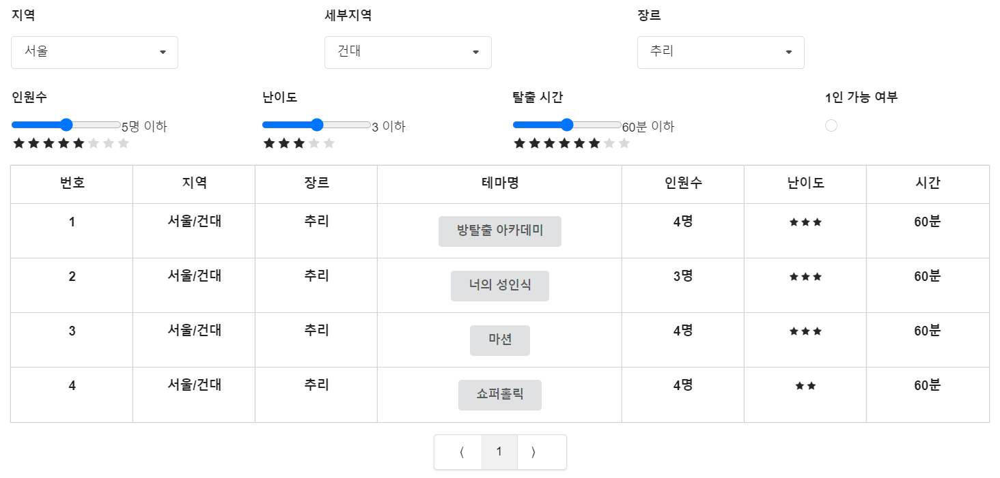 지역 세부지역 장르
서울 건대 추리
인원수 난이도 탈출 시간 1인 가능 여부
5명 이하 3 이하 60분 이하
번호 지역 장르 테마명 인원수 난이도 시간
1 서울/건대 추리 방탈출 아카데미 4명 ★★★ 60분
2 서울/건대 추리 너의 성인식 3명 ★★★ 60분
3 서울/건대 추리 마션 4명 ★★★ 60분
4 서울/건대 추리 쇼퍼홀릭 4명 ★★ 60분
⟨ 1 ⟩